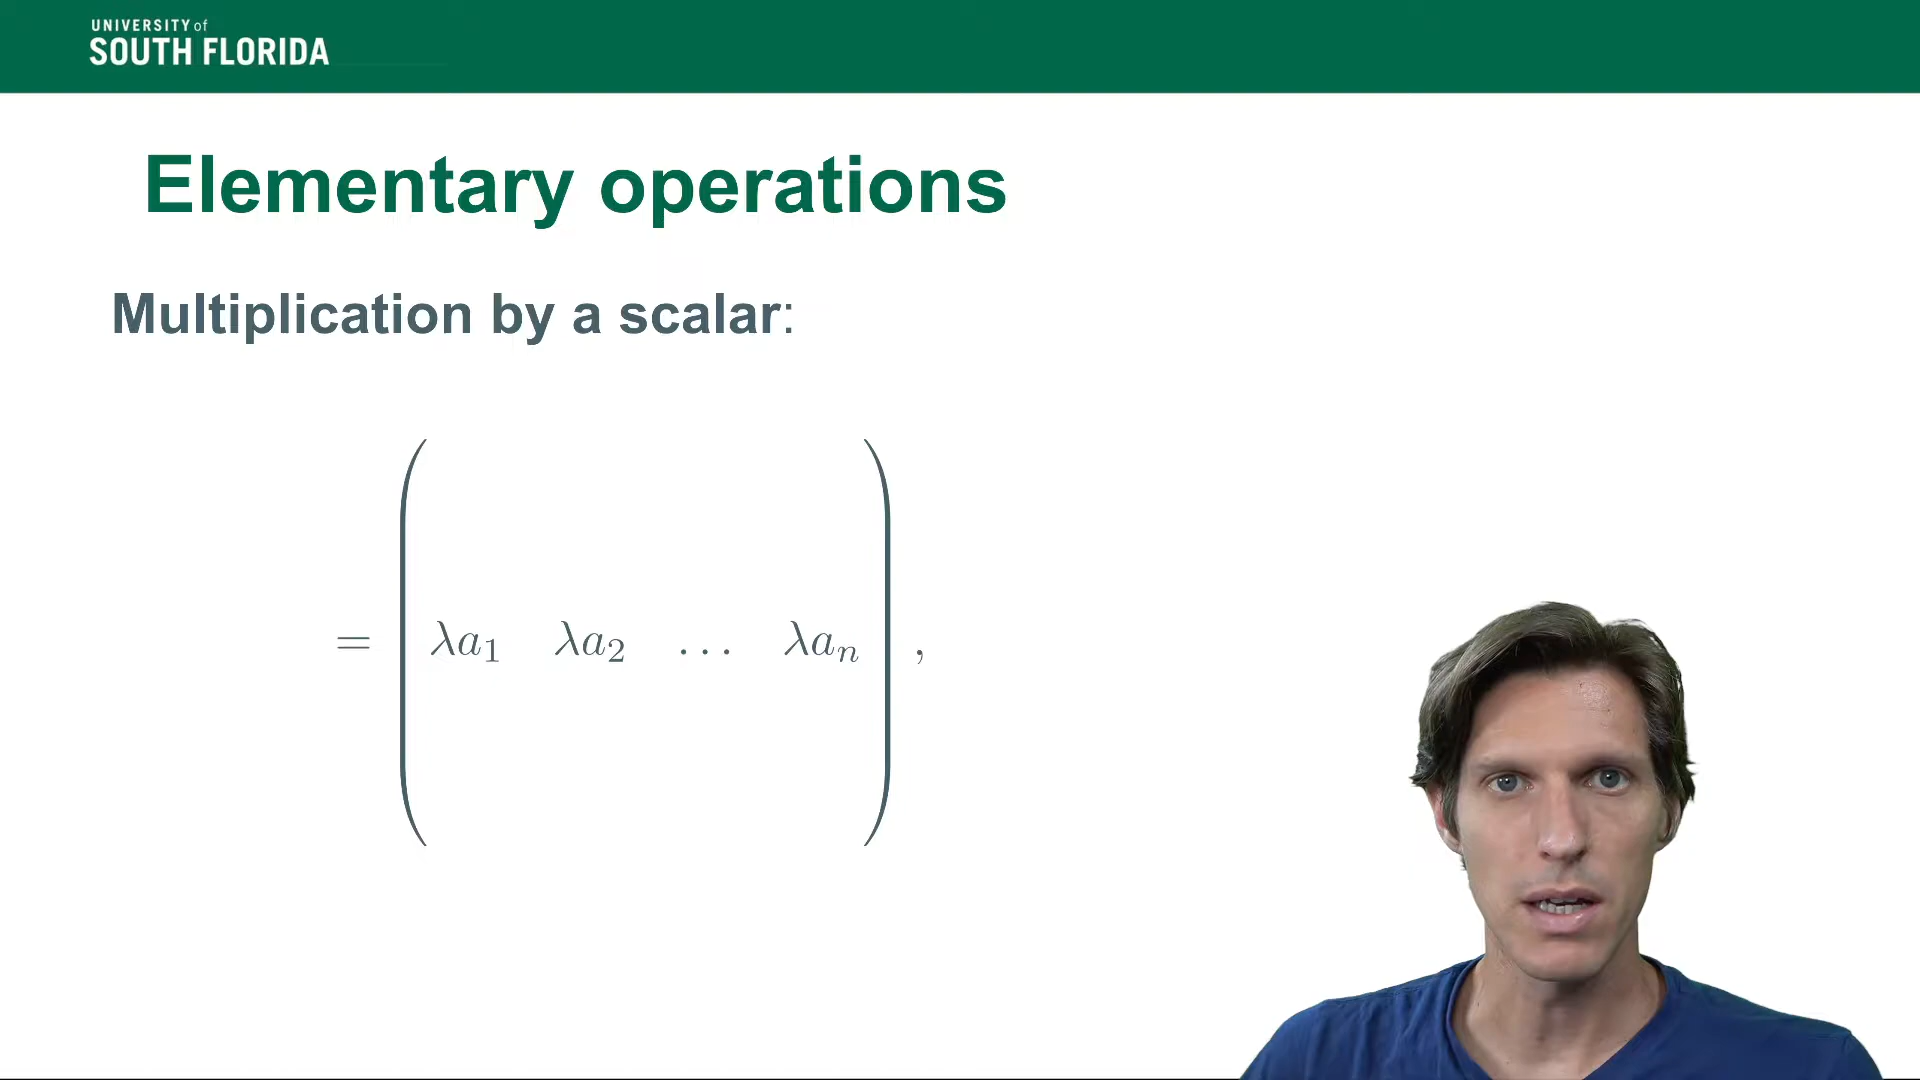 UNIVERSITY of
SOUTH FLORIDA
Elementary operations
Multiplication by a scalar:
= ( λa₁ λa₂ … λaₙ ) ,